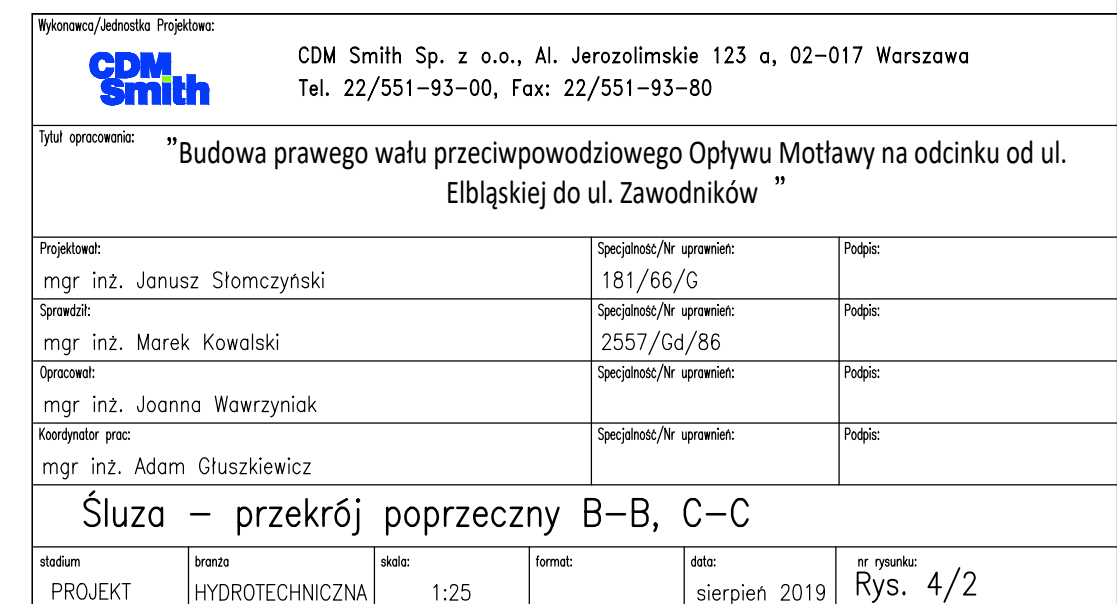 Wykonawca/Jednostka Projektowa:
CDM Smith
CDM Smith Sp. z o.o., Al. Jerozolimskie 123 a, 02-017 Warszawa
Tel. 22/551-93-00, Fax: 22/551-93-80
Tytuł opracowania:
"Budowa prawego wału przeciwpowodziowego Opływu Motławy na odcinku od ul.
Elbląskiej do ul. Zawodników "
Projektował: Specjalność/Nr uprawnień: Podpis:
mgr inż. Janusz Słomczyński 181/66/G
Sprawdził: Specjalność/Nr uprawnień: Podpis:
mgr inż. Marek Kowalski 2557/Gd/86
Opracował: Specjalność/Nr uprawnień: Podpis:
mgr inż. Joanna Wawrzyniak
Koordynator prac: Specjalność/Nr uprawnień: Podpis:
mgr inż. Adam Głuszkiewicz
Śluza - przekrój poprzeczny B-B, C-C
stadium branża skala: format: data: nr rysunku:
PROJEKT HYDROTECHNICZNA 1:25 sierpień 2019 Rys. 4/2